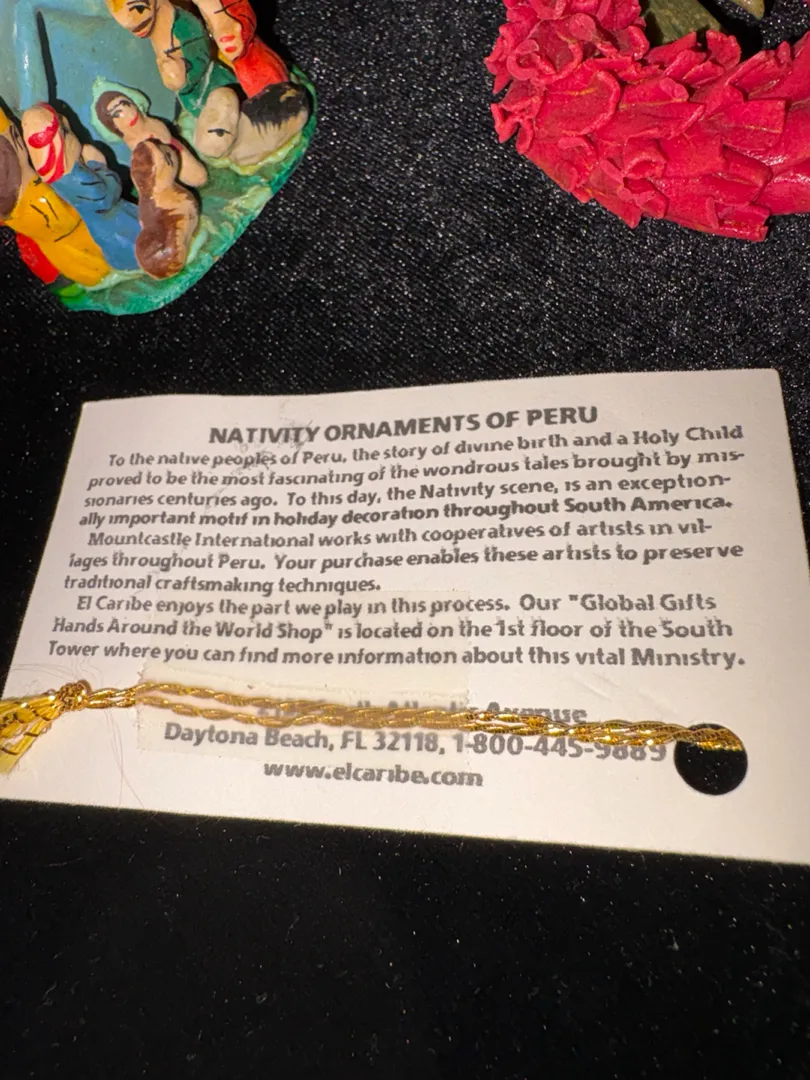 NATIVITY ORNAMENTS OF PERU
To the native peoples of Peru, the story of divine birth and a Holy Child
proved to be the most fascinating of the wondrous tales brought by mis-
sionaries centuries ago. To this day, the Nativity scene, is an exception-
ally important motif in holiday decoration throughout South America.
Mountcastle International works with cooperatives of artists in vil-
lages throughout Peru. Your purchase enables these artists to preserve
traditional craftsmaking techniques.
El Caribe enjoys the part we play in this process. Our "Global Gifts
Hands Around the World Shop" is located on the 1st floor of the South
Tower where you can find more information about this vital Ministry.
Avenue
Daytona Beach, FL 32118, 1-800-445-9889
www.elcaribe.com